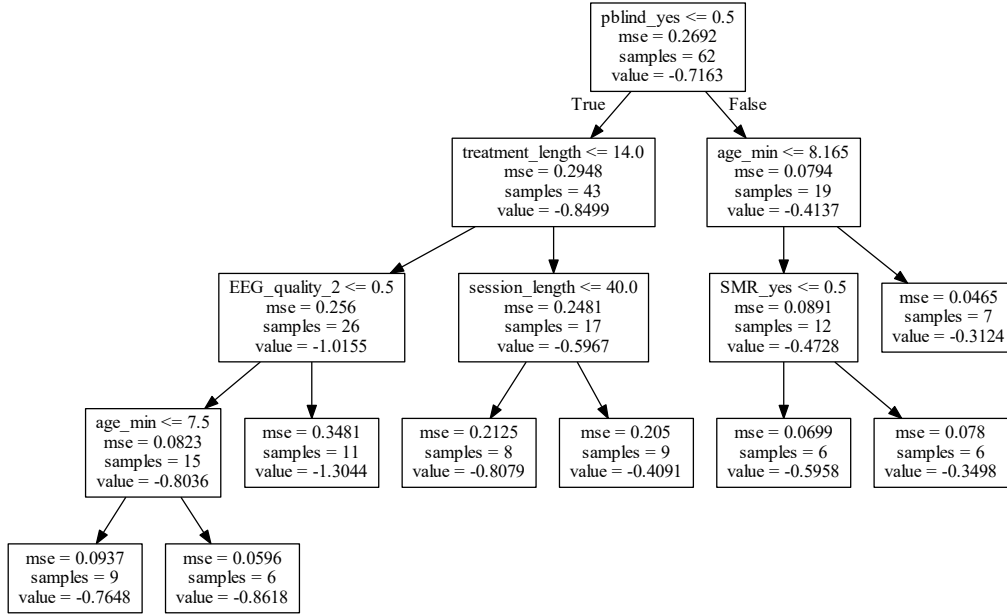 pblind_yes <= 0.5
mse = 0.2692
samples = 62
value = -0.7163
True
False
treatment_length <= 14.0
mse = 0.2948
samples = 43
value = -0.8499
age_min <= 8.165
mse = 0.0794
samples = 19
value = -0.4137
EEG_quality_2 <= 0.5
mse = 0.256
samples = 26
value = -1.0155
session_length <= 40.0
mse = 0.2481
samples = 17
value = -0.5967
SMR_yes <= 0.5
mse = 0.0891
samples = 12
value = -0.4728
mse = 0.0465
samples = 7
value = -0.3124
age_min <= 7.5
mse = 0.0823
samples = 15
value = -0.8036
mse = 0.3481
samples = 11
value = -1.3044
mse = 0.2125
samples = 8
value = -0.8079
mse = 0.205
samples = 9
value = -0.4091
mse = 0.0699
samples = 6
value = -0.5958
mse = 0.078
samples = 6
value = -0.3498
mse = 0.0937
samples = 9
value = -0.7648
mse = 0.0596
samples = 6
value = -0.8618